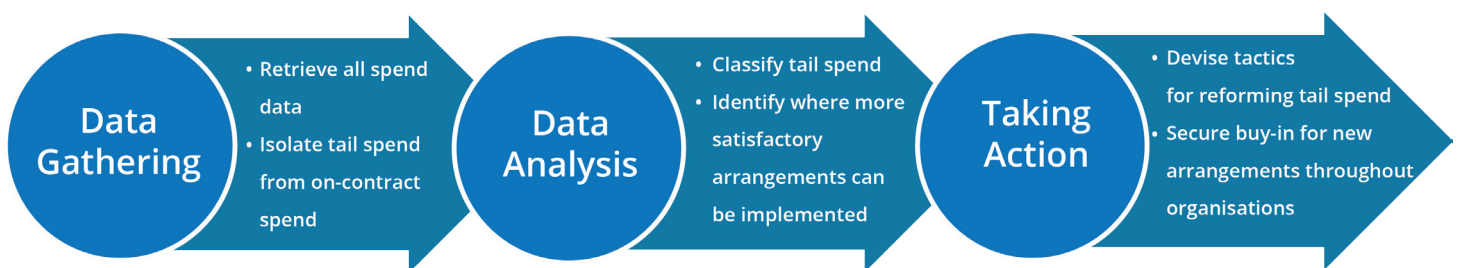 Data
Gathering
• Retrieve all spend
data
• Isolate tail spend
from on-contract
spend
Data
Analysis
• Classify tail spend
• Identify where more
satisfactory
arrangements can
be implemented
Taking
Action
• Devise tactics
for reforming tail spend
• Secure buy-in for new
arrangements throughout
organisations